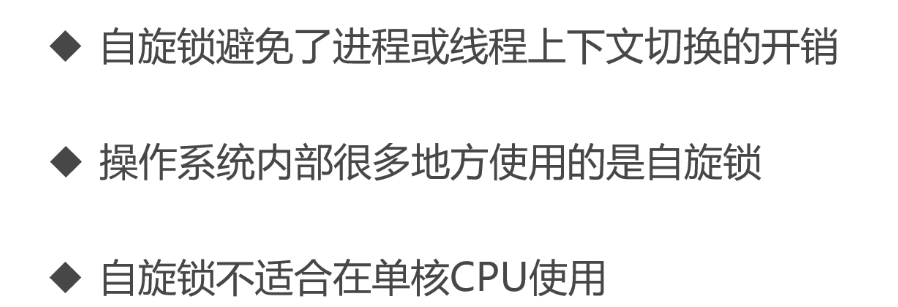 ◆ 自旋锁避免了进程或线程上下文切换的开销
◆ 操作系统内部很多地方使用的是自旋锁
◆ 自旋锁不适合在单核CPU使用